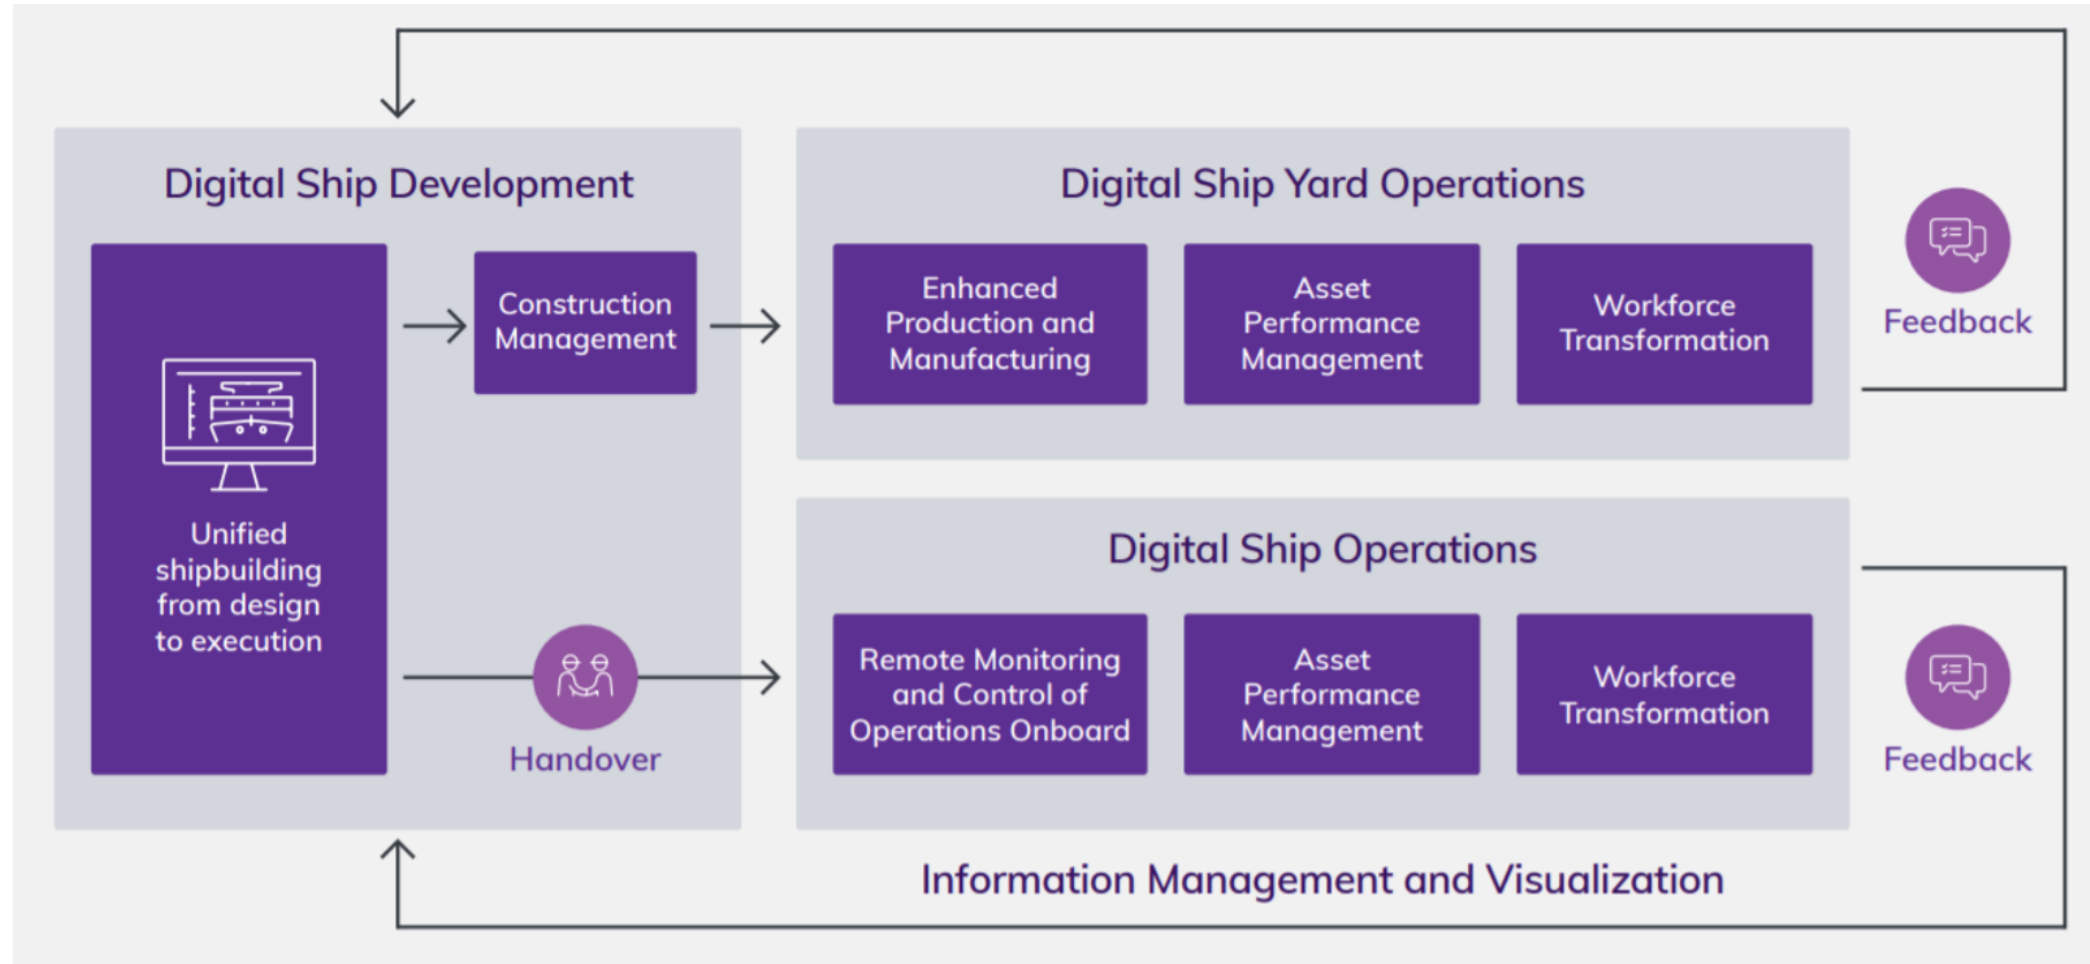 Digital Ship Development
Unified
shipbuilding
from design
to execution
Construction
Management
Handover
Digital Ship Yard Operations
Enhanced
Production and
Manufacturing
Asset
Performance
Management
Workforce
Transformation
Feedback
Digital Ship Operations
Remote Monitoring
and Control of
Operations Onboard
Asset
Performance
Management
Workforce
Transformation
Feedback
Information Management and Visualization